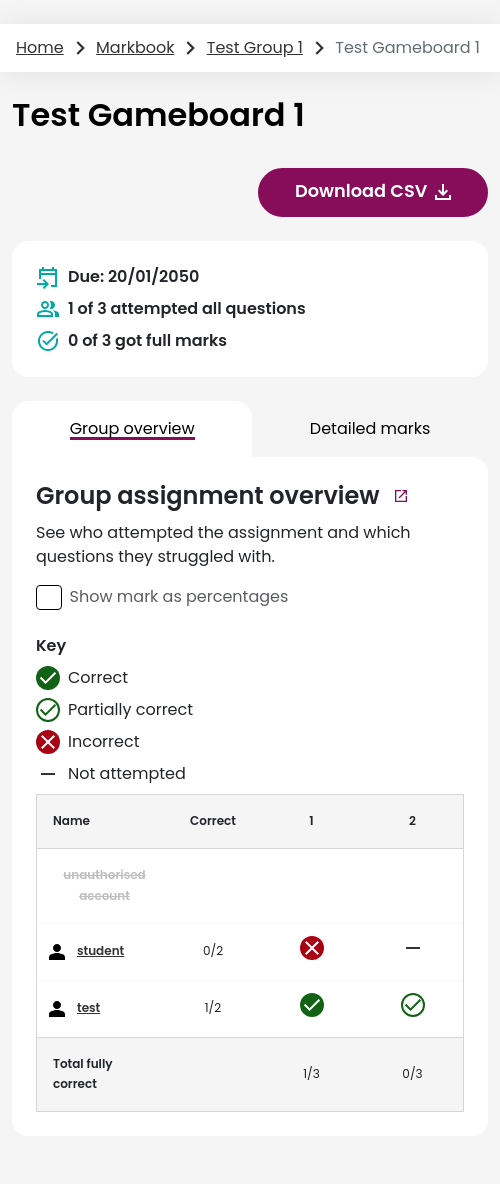 Home > Markbook > Test Group 1 > Test Gameboard 1
Test Gameboard 1
Download CSV
Due: 20/01/2050
1 of 3 attempted all questions
0 of 3 got full marks
Group overview Detailed marks
Group assignment overview
See who attempted the assignment and which
questions they struggled with.
Show mark as percentages
Key
Correct
Partially correct
Incorrect
Not attempted
Name Correct 1 2
unauthorised
account
student 0/2 —
test 1/2
Total fully
correct
1/3 0/3